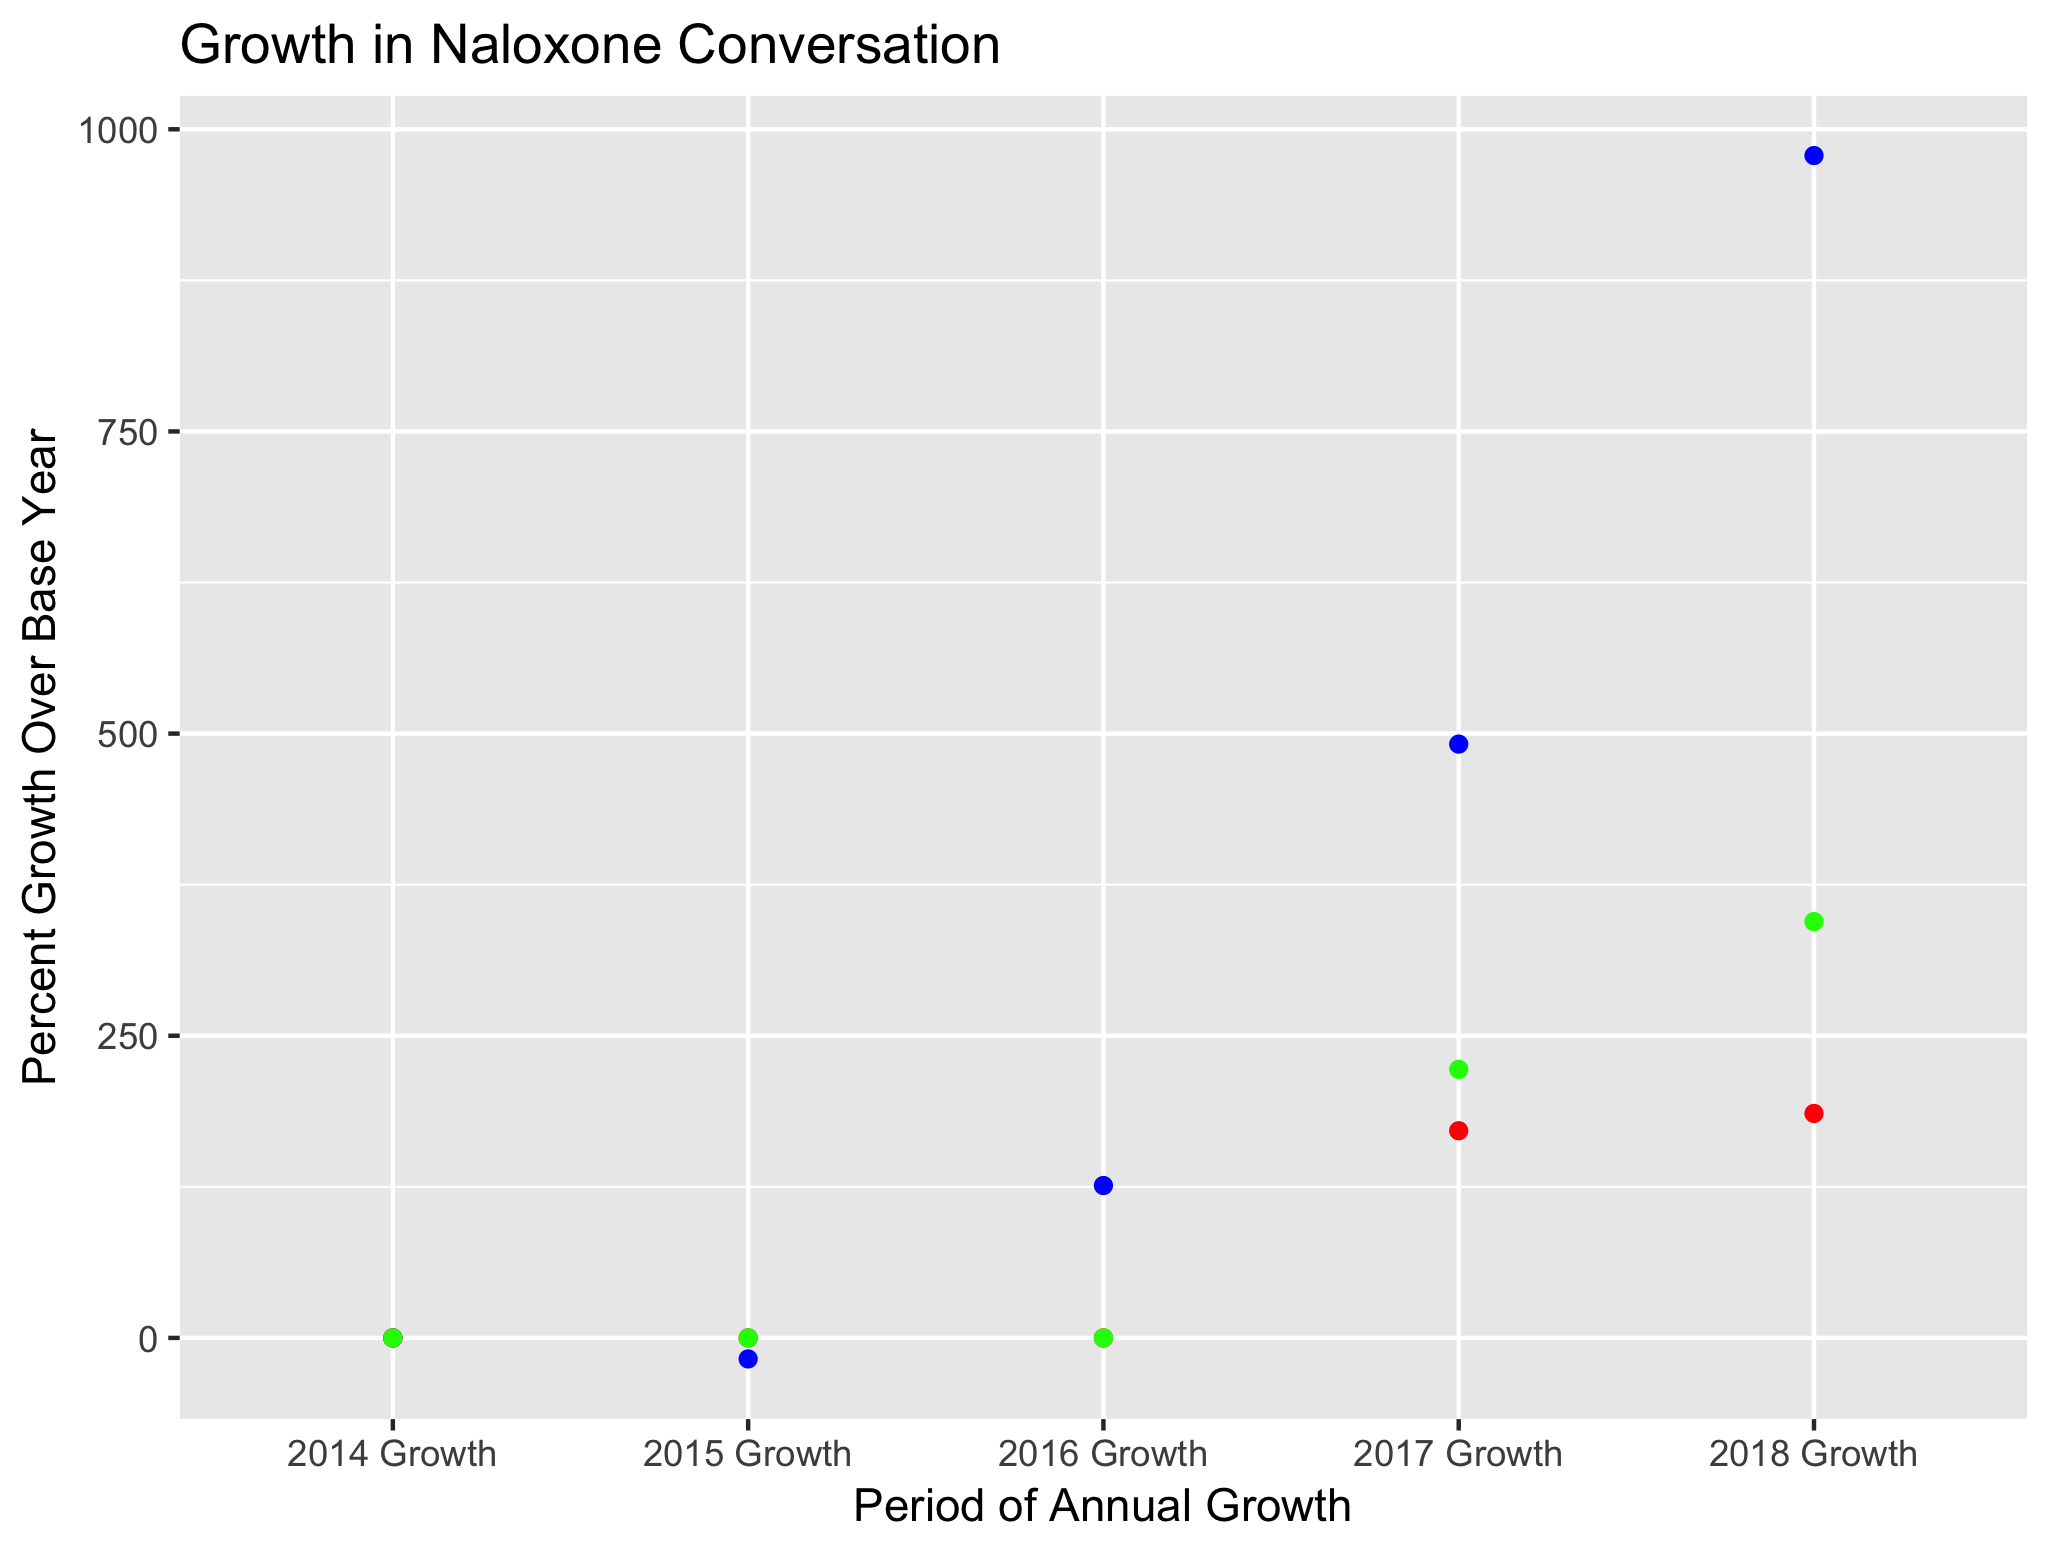 Growth in Naloxone Conversation
1000
750
500
250
0
Percent Growth Over Base Year
2014 Growth
2015 Growth
2016 Growth
2017 Growth
2018 Growth
Period of Annual Growth